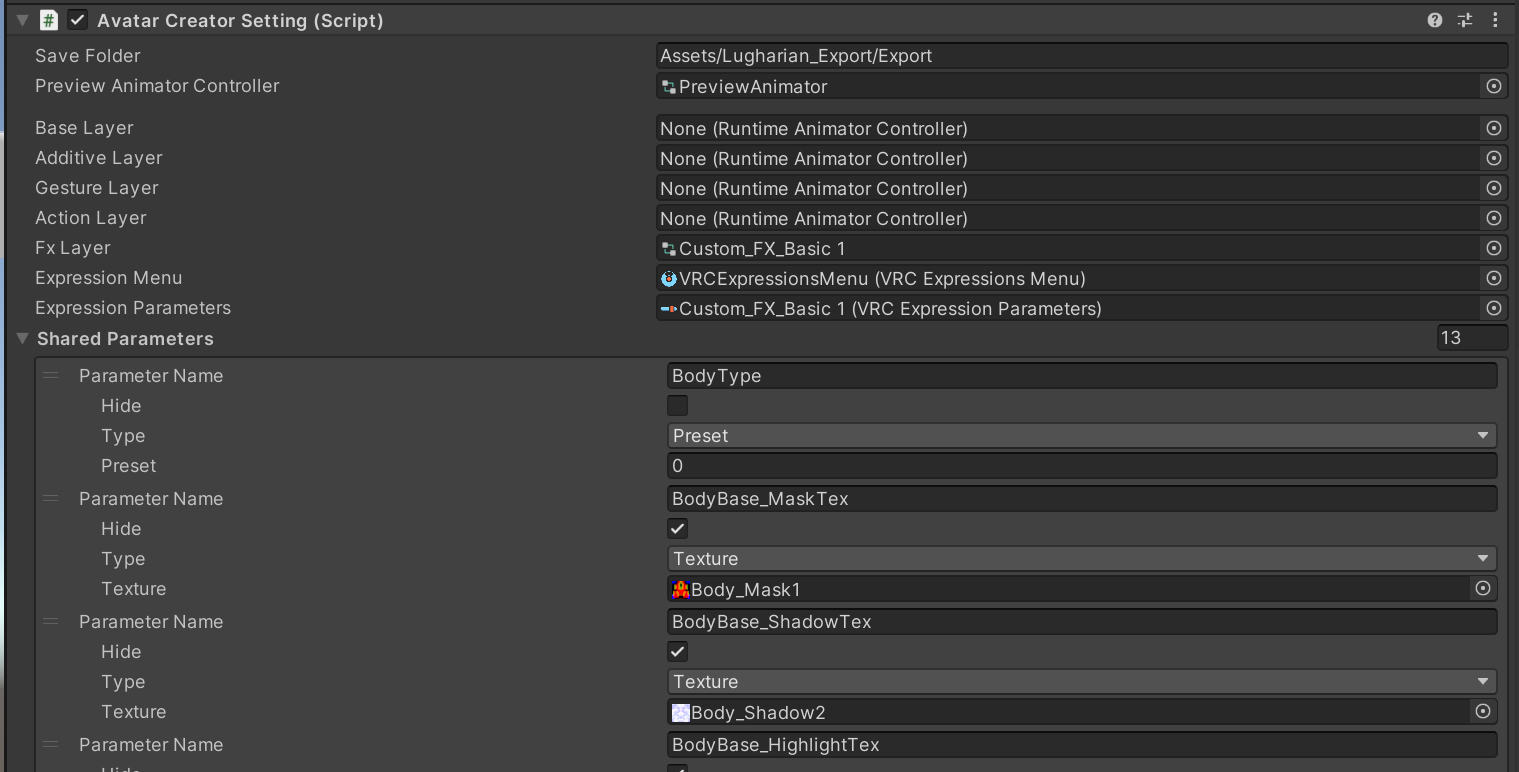 # Avatar Creator Setting (Script)
Save Folder Assets/Lugharian_Export/Export
Preview Animator Controller PreviewAnimator
Base Layer None (Runtime Animator Controller)
Additive Layer None (Runtime Animator Controller)
Gesture Layer None (Runtime Animator Controller)
Action Layer None (Runtime Animator Controller)
Fx Layer Custom_FX_Basic 1
Expression Menu VRCExpressionsMenu (VRC Expressions Menu)
Expression Parameters Custom_FX_Basic 1 (VRC Expression Parameters)
Shared Parameters 13
Parameter Name BodyType
Hide
Type Preset
Preset 0
Parameter Name BodyBase_MaskTex
Hide
Type Texture
Texture Body_Mask1
Parameter Name BodyBase_ShadowTex
Hide
Type Texture
Texture Body_Shadow2
Parameter Name BodyBase_HighlightTex
Hide